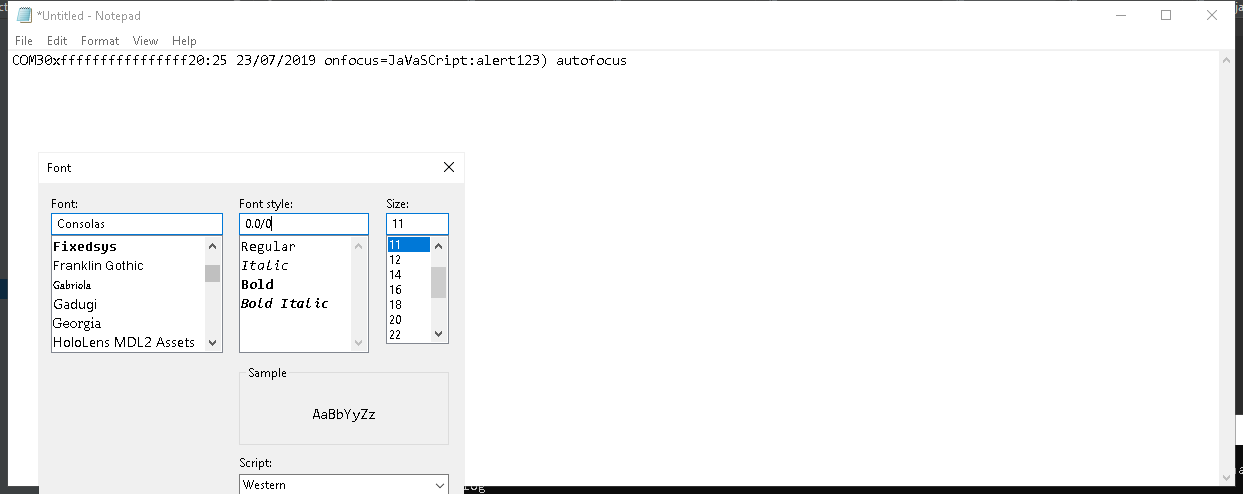 *Untitled - Notepad
File Edit Format View Help
COM30xffffffffffffffff20:25 23/07/2019 onfocus=JaVaSCript:alert123) autofocus
Font
Font: Font style: Size:
Consolas 0.0/0 11
Fixedsys Regular 11
Franklin Gothic Italic 12
Gabriola Bold 14
Gadugi Bold Italic 16
Georgia 18
HoloLens MDL2 Assets 20
22
Sample
AaBbYyZz
Script:
Western